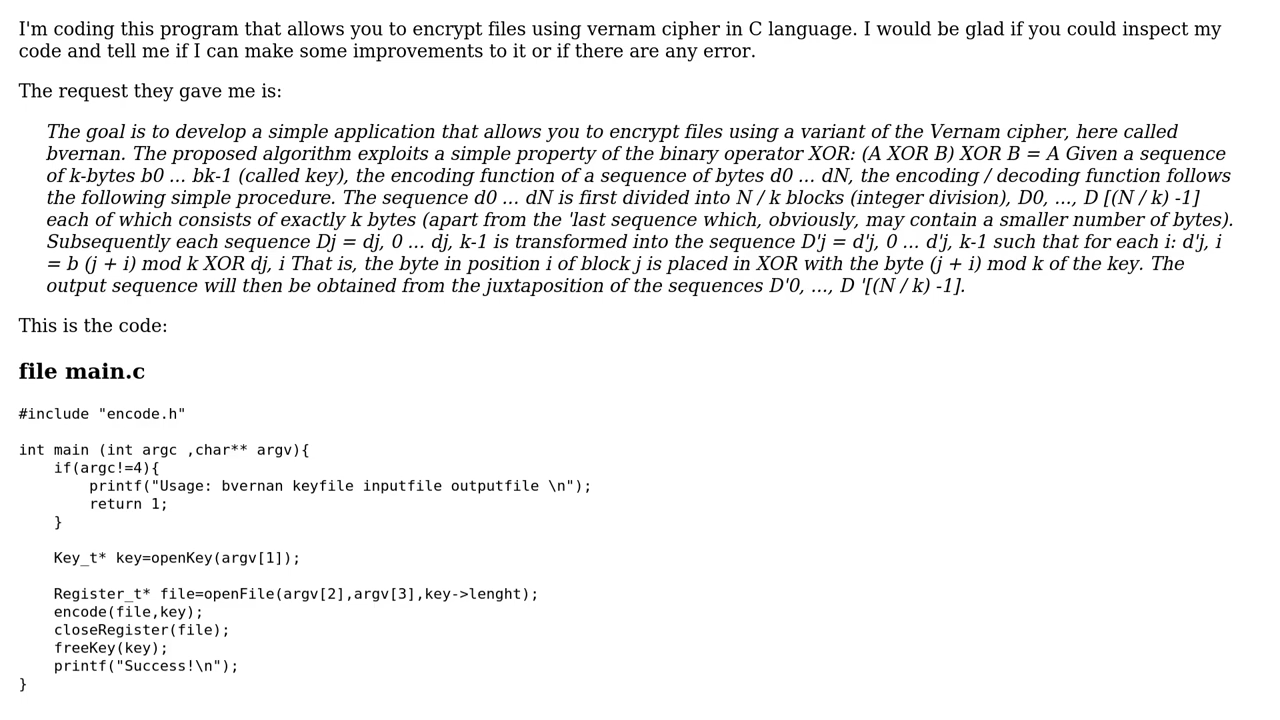 I'm coding this program that allows you to encrypt files using vernam cipher in C language. I would be glad if you could inspect my
code and tell me if I can make some improvements to it or if there are any error.
The request they gave me is:
The goal is to develop a simple application that allows you to encrypt files using a variant of the Vernam cipher, here called
bvernan. The proposed algorithm exploits a simple property of the binary operator XOR: (A XOR B) XOR B = A Given a sequence
of k-bytes b0 ... bk-1 (called key), the encoding function of a sequence of bytes d0 ... dN, the encoding / decoding function follows
the following simple procedure. The sequence d0 ... dN is first divided into N / k blocks (integer division), D0, ..., D [(N / k) -1]
each of which consists of exactly k bytes (apart from the 'last sequence which, obviously, may contain a smaller number of bytes).
Subsequently each sequence Dj = dj, 0 ... dj, k-1 is transformed into the sequence D'j = d'j, 0 ... d'j, k-1 such that for each i: d'j, i
= b (j + i) mod k XOR dj, i That is, the byte in position i of block j is placed in XOR with the byte (j + i) mod k of the key. The
output sequence will then be obtained from the juxtaposition of the sequences D'0, ..., D '[(N / k) -1].
This is the code:
file main.c
#include "encode.h"
int main (int argc ,char** argv){
    if(argc!=4){
        printf("Usage: bvernan keyfile inputfile outputfile \n");
        return 1;
    }
    Key_t* key=openKey(argv[1]);
    Register_t* file=openFile(argv[2],argv[3],key->lenght);
    encode(file,key);
    closeRegister(file);
    freeKey(key);
    printf("Success!\n");
}